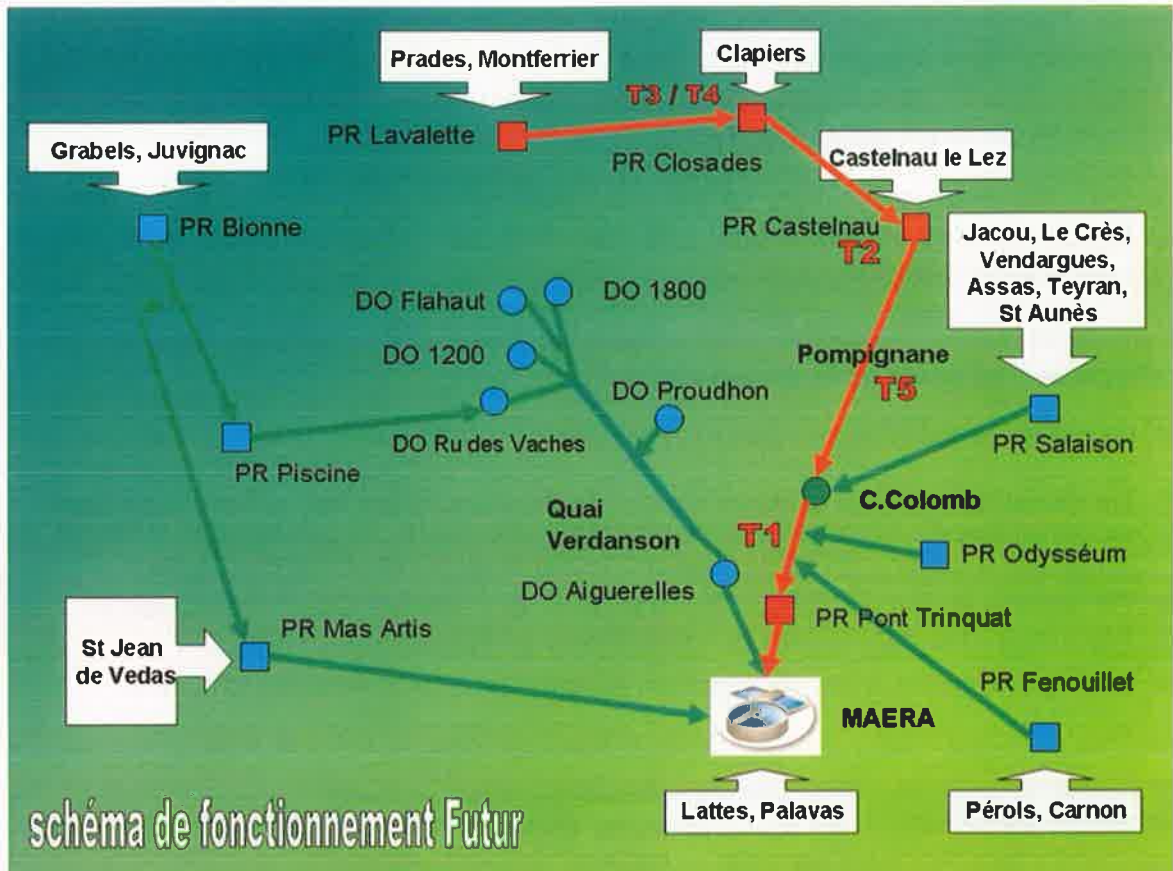 Prades, Montferrier
Clapiers
T3 / T4
PR Lavalette
Grabels, Juvignac
PR Closades
Castelnau le Lez
PR Bionne
PR Castelnau
T2
Jacou, Le Crès,
Vendargues,
Assas, Teyran,
St Aunès
DO Flahaut
DO 1800
DO 1200
Pompignane
T5
DO Proudhon
DO Ru des Vaches
PR Salaison
PR Piscine
C.Colomb
Quai
Verdanson
T1
PR Odysséum
DO Aiguerelles
PR Pont Trinquat
PR Mas Artis
St Jean
de Vedas
PR Fenouillet
MAERA
Lattes, Palavas
Pérols, Carnon
schéma de fonctionnement Futur